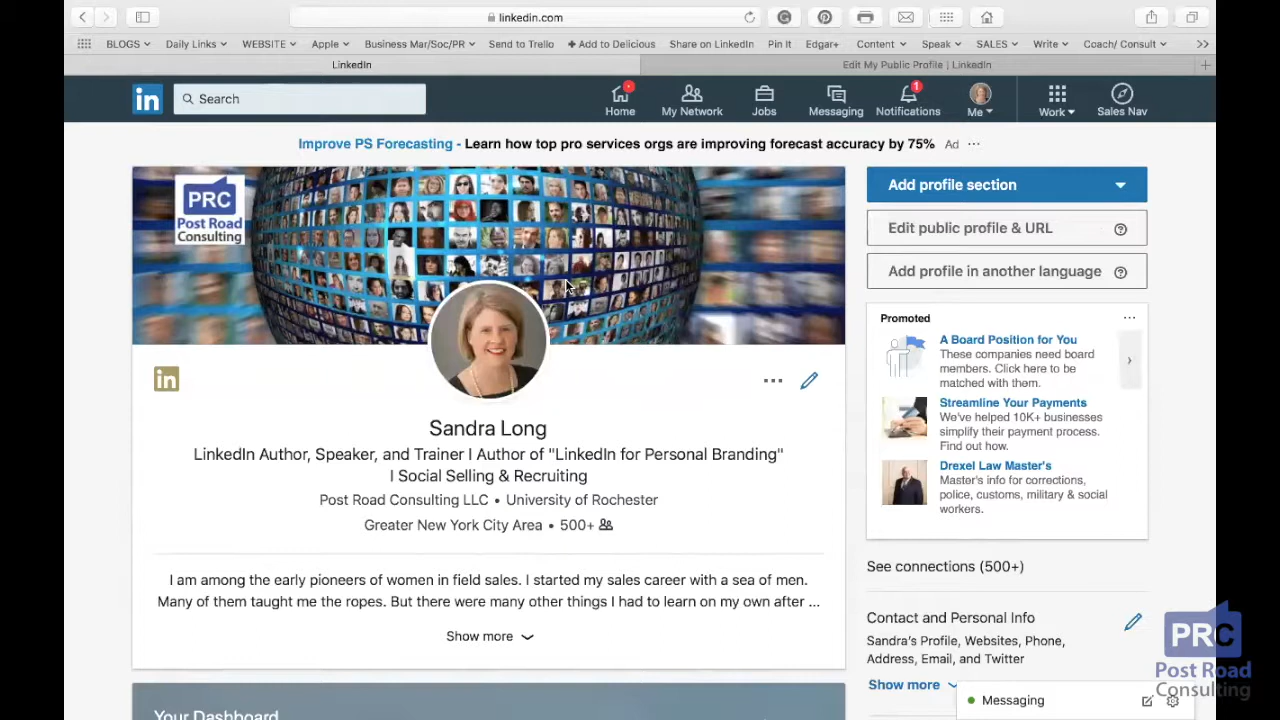 linkedin.com
BLOGS Daily Links WEBSITE Apple Business Mar/Soc/PR Send to Trello + Add to Delicious Share on LinkedIn Pin It Edgar+ Content Speak SALES Write Coach/ Consult >>
LinkedIn Edit My Public Profile | LinkedIn +
in Search Home My Network Jobs Messaging 1 Notifications Me Work Sales Nav
Improve PS Forecasting - Learn how top pro services orgs are improving forecast accuracy by 75% Ad ...
PRC
Post Road
Consulting
Add profile section
Edit public profile & URL
Add profile in another language
Promoted ...
A Board Position for You
These companies need board
members. Click here to be
matched with them.
Streamline Your Payments
We've helped 10K+ businesses
simplify their payment process.
Find out how.
Drexel Law Master's
Master's info for corrections,
police, customs, military & social
workers.
in
Sandra Long
LinkedIn Author, Speaker, and Trainer I Author of "LinkedIn for Personal Branding"
I Social Selling & Recruiting
Post Road Consulting LLC • University of Rochester
Greater New York City Area • 500+
I am among the early pioneers of women in field sales. I started my sales career with a sea of men.
Many of them taught me the ropes. But there were many other things I had to learn on my own after ...
Show more
See connections (500+)
Contact and Personal Info
Sandra's Profile, Websites, Phone,
Address, Email, and Twitter
Show more
Your Dashboard
Messaging
PRC
Post Road
Consulting